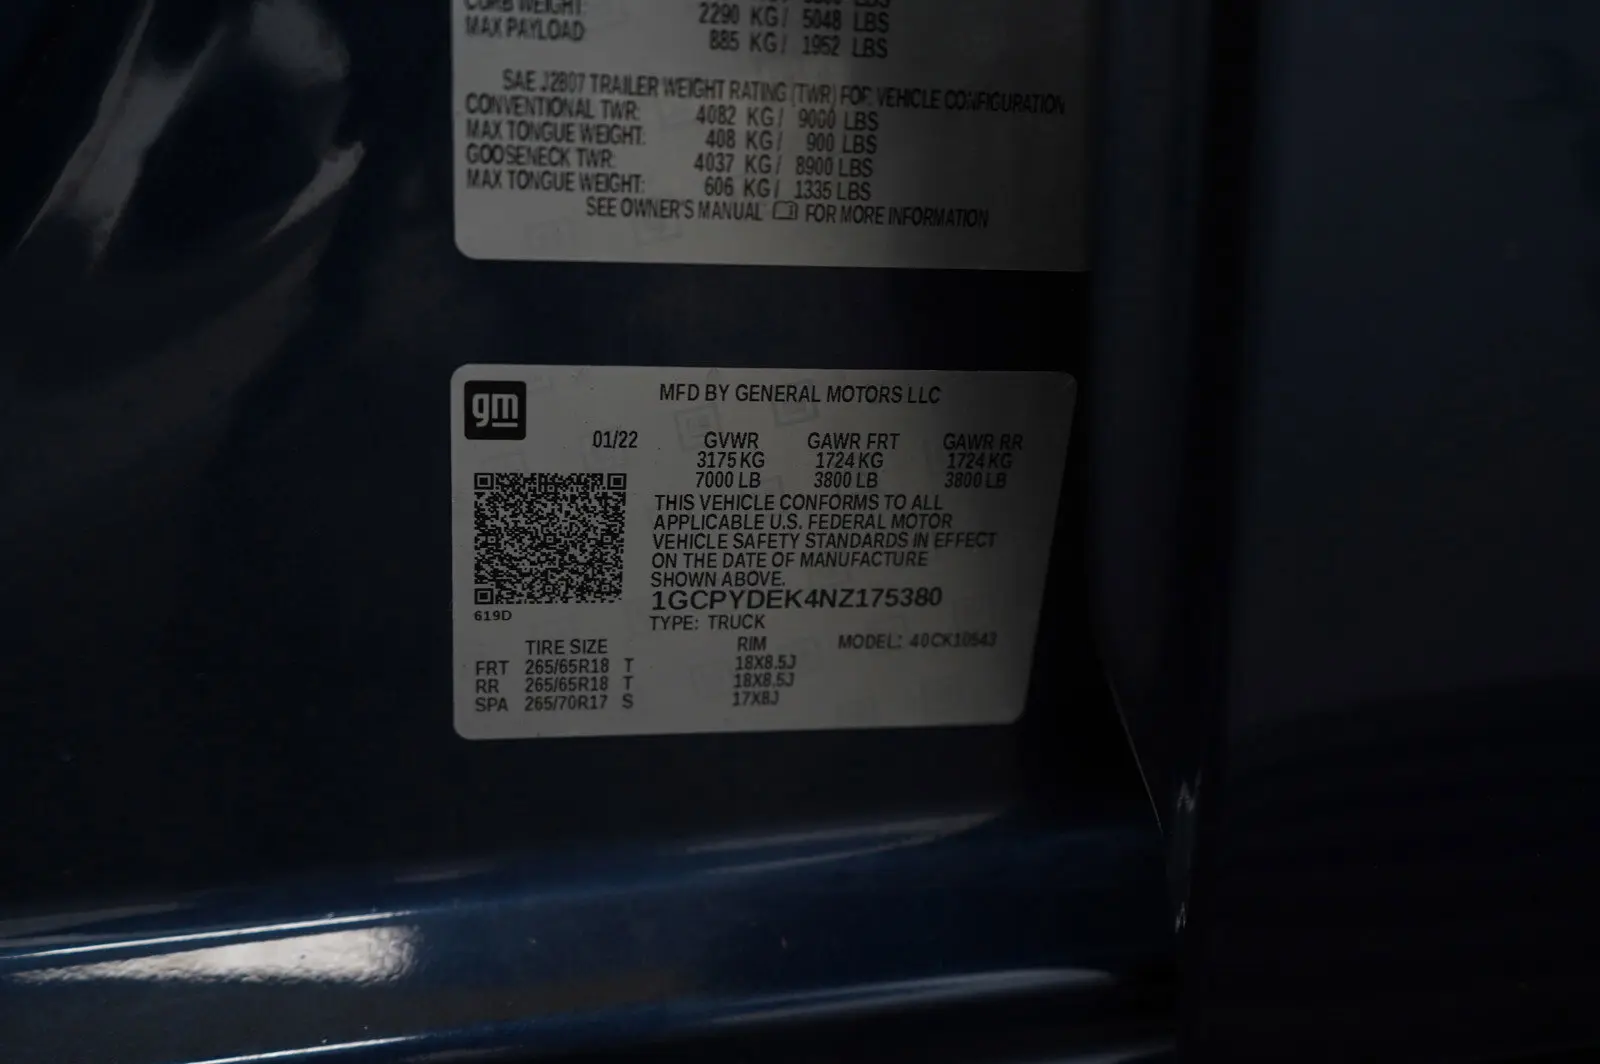 CURB WEIGHT: 2290 KG / 5048 LBS
MAX PAYLOAD 885 KG / 1952 LBS
SAE J2807 TRAILER WEIGHT RATING (TWR) FOR VEHICLE CONFIGURATION
CONVENTIONAL TWR: 4082 KG / 9000 LBS
MAX TONGUE WEIGHT: 408 KG / 900 LBS
GOOSENECK TWR: 4037 KG / 8900 LBS
MAX TONGUE WEIGHT: 606 KG / 1335 LBS
SEE OWNER'S MANUAL FOR MORE INFORMATION
gm
MFD BY GENERAL MOTORS LLC
01/22 GVWR GAWR FRT GAWR RR
3175 KG 1724 KG 1724 KG
7000 LB 3800 LB 3800 LB
THIS VEHICLE CONFORMS TO ALL
APPLICABLE U.S. FEDERAL MOTOR
VEHICLE SAFETY STANDARDS IN EFFECT
ON THE DATE OF MANUFACTURE
SHOWN ABOVE.
1GCPYDEK4NZ175380
619D
TYPE: TRUCK
TIRE SIZE RIM MODEL: 40CK10543
FRT 265/65R18 T 18X8.5J
RR 265/65R18 T 18X8.5J
SPA 265/70R17 S 17X8J